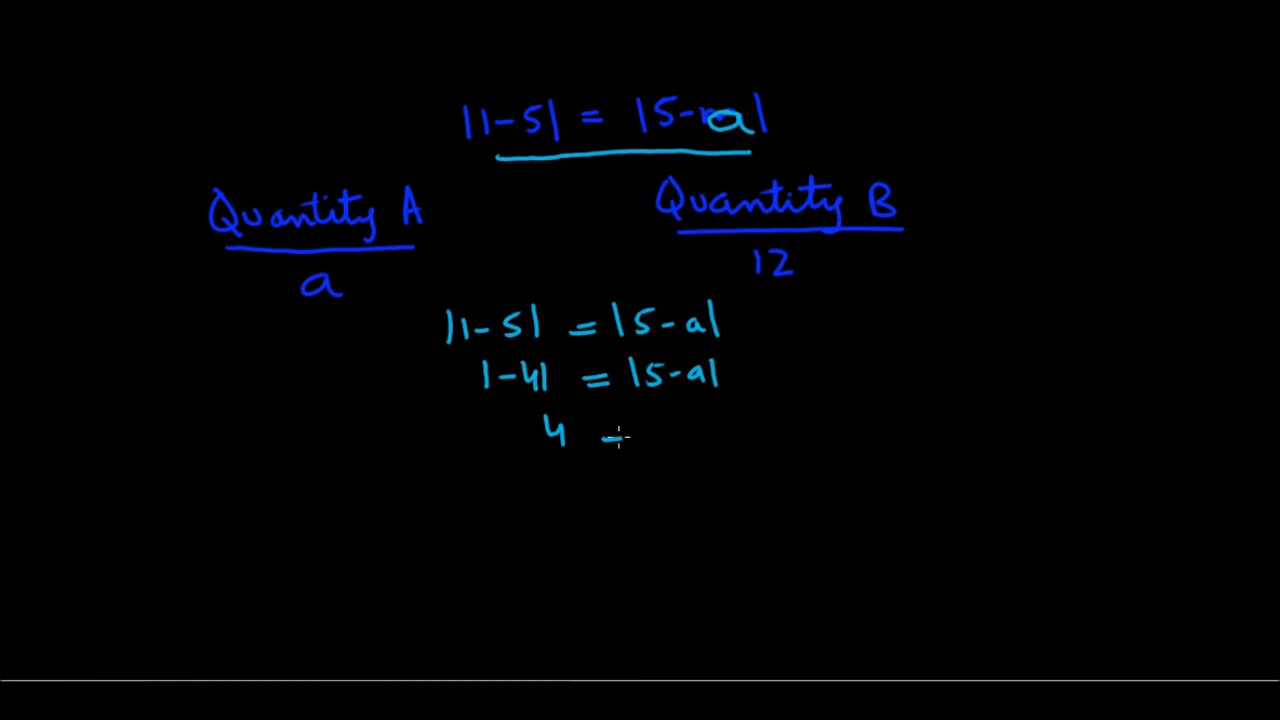 |1-5| = |5-a|
Quantity A
Quantity B
a
12
|1-5| = |5-a|
|-4| = |5-a|
4 =